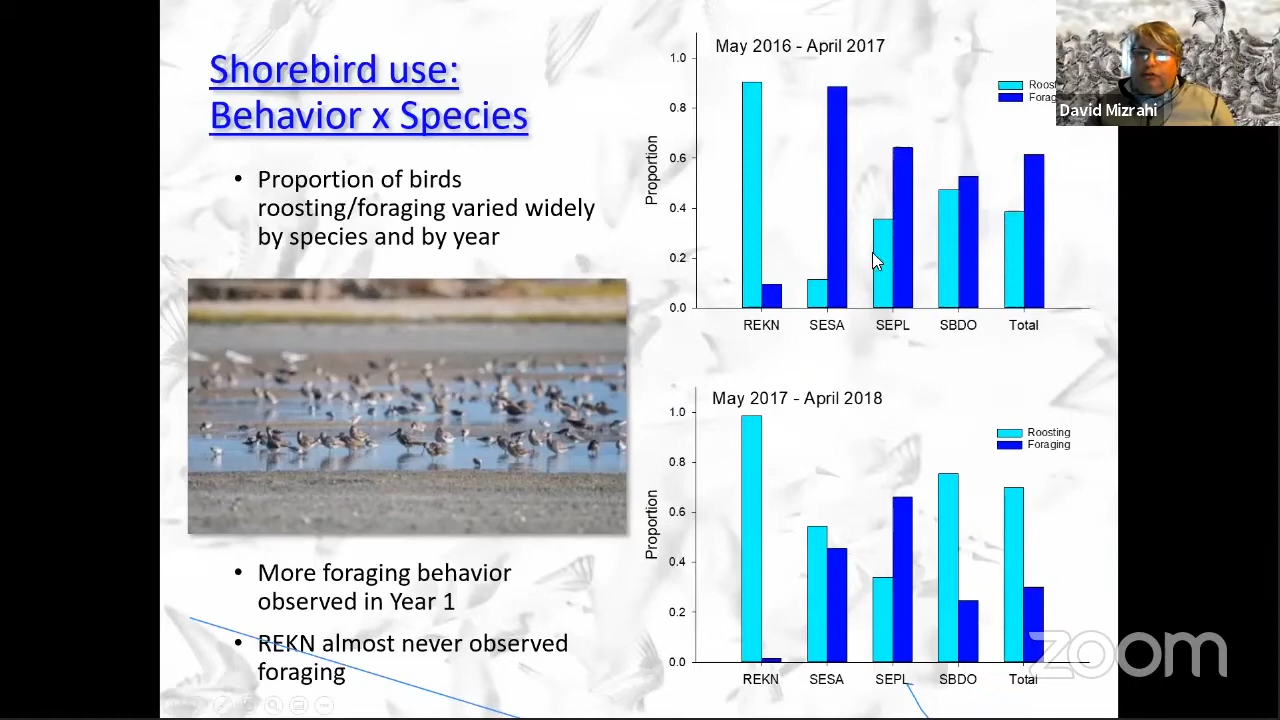 Shorebird use:
Behavior x Species
• Proportion of birds
roosting/foraging varied widely
by species and by year
• More foraging behavior
observed in Year 1
• REKN almost never observed
foraging
May 2016 - April 2017
Proportion
1.0
0.8
0.6
0.4
0.2
0.0
REKN SESA SEPL SBDO Total
David Mizrahi
May 2017 - April 2018
Roosting
Foraging
Proportion
1.0
0.8
0.6
0.4
0.2
0.0
REKN SESA SEPL SBDO Total
zoom